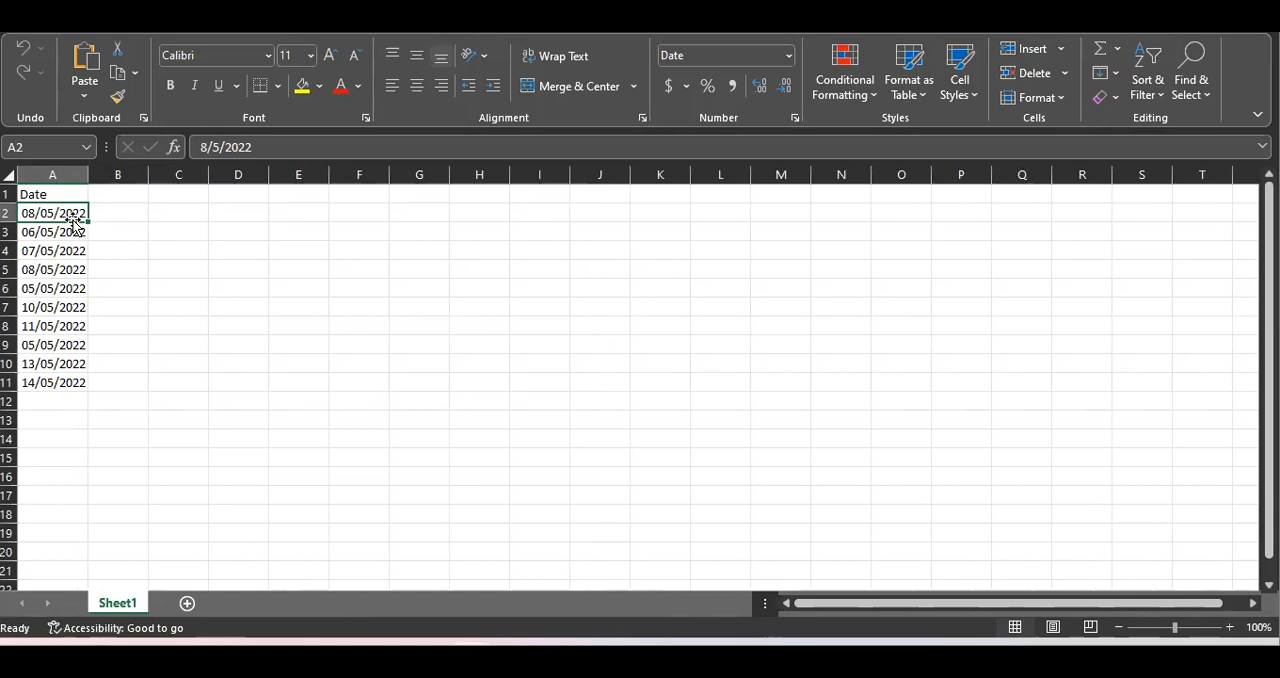 Calibri 11 Wrap Text Date Insert
Paste Merge & Center $ % Conditional Formatting Format as Table Cell Styles Delete Sort & Filter Find & Select
B I U A Format
Undo Clipboard Font Alignment Number Styles Cells Editing
A2 fx 8/5/2022
A B C D E F G H I J K L M N O P Q R S T
1 Date
2 08/05/2022
3 06/05/2022
4 07/05/2022
5 08/05/2022
6 05/05/2022
7 10/05/2022
8 11/05/2022
9 05/05/2022
10 13/05/2022
11 14/05/2022
12
13
14
15
16
17
18
19
20
21
22
Sheet1
Ready Accessibility: Good to go 100%